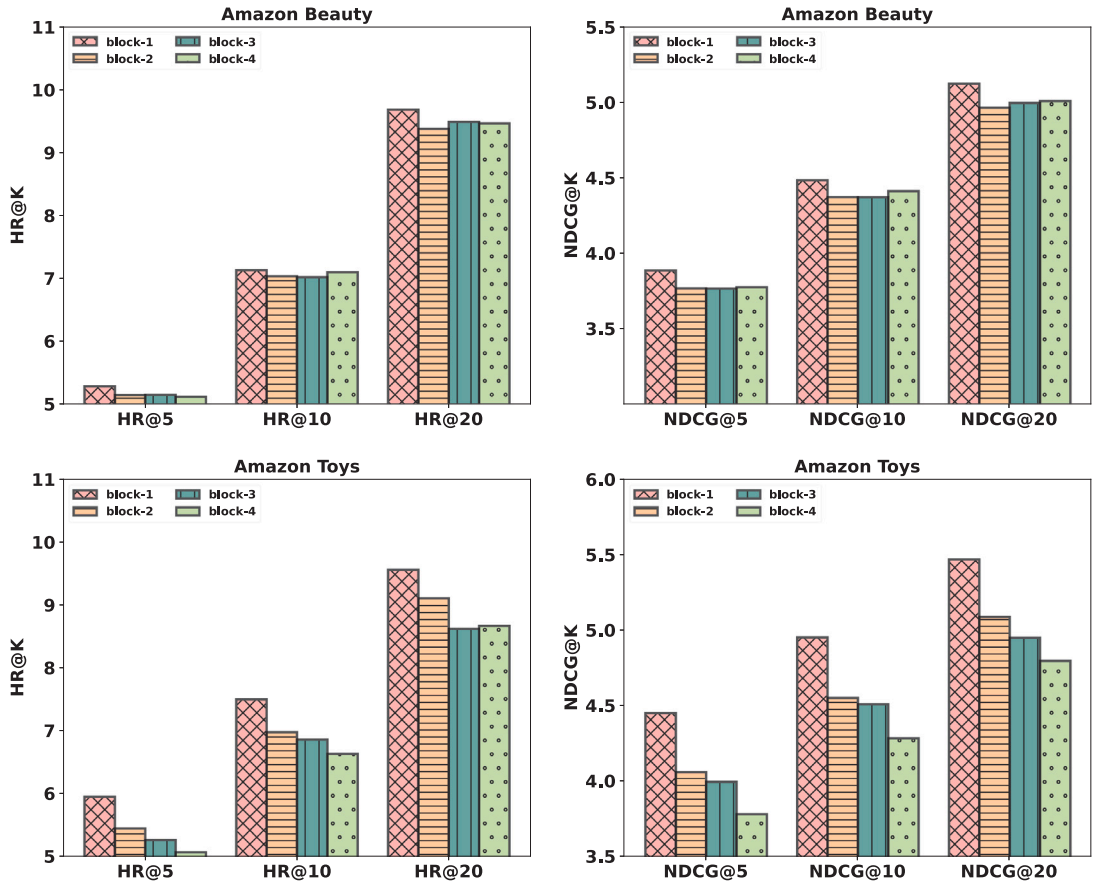 Amazon Beauty
11
10
9
8
7
6
5
HR@K
block-1
block-2
block-3
block-4
HR@5 HR@10 HR@20
Amazon Beauty
5.5
5.0
4.5
4.0
3.5
NDCG@K
block-1
block-2
block-3
block-4
NDCG@5 NDCG@10 NDCG@20
Amazon Toys
11
10
9
8
7
6
5
HR@K
block-1
block-2
block-3
block-4
HR@5 HR@10 HR@20
Amazon Toys
6.0
5.5
5.0
4.5
4.0
3.5
NDCG@K
block-1
block-2
block-3
block-4
NDCG@5 NDCG@10 NDCG@20